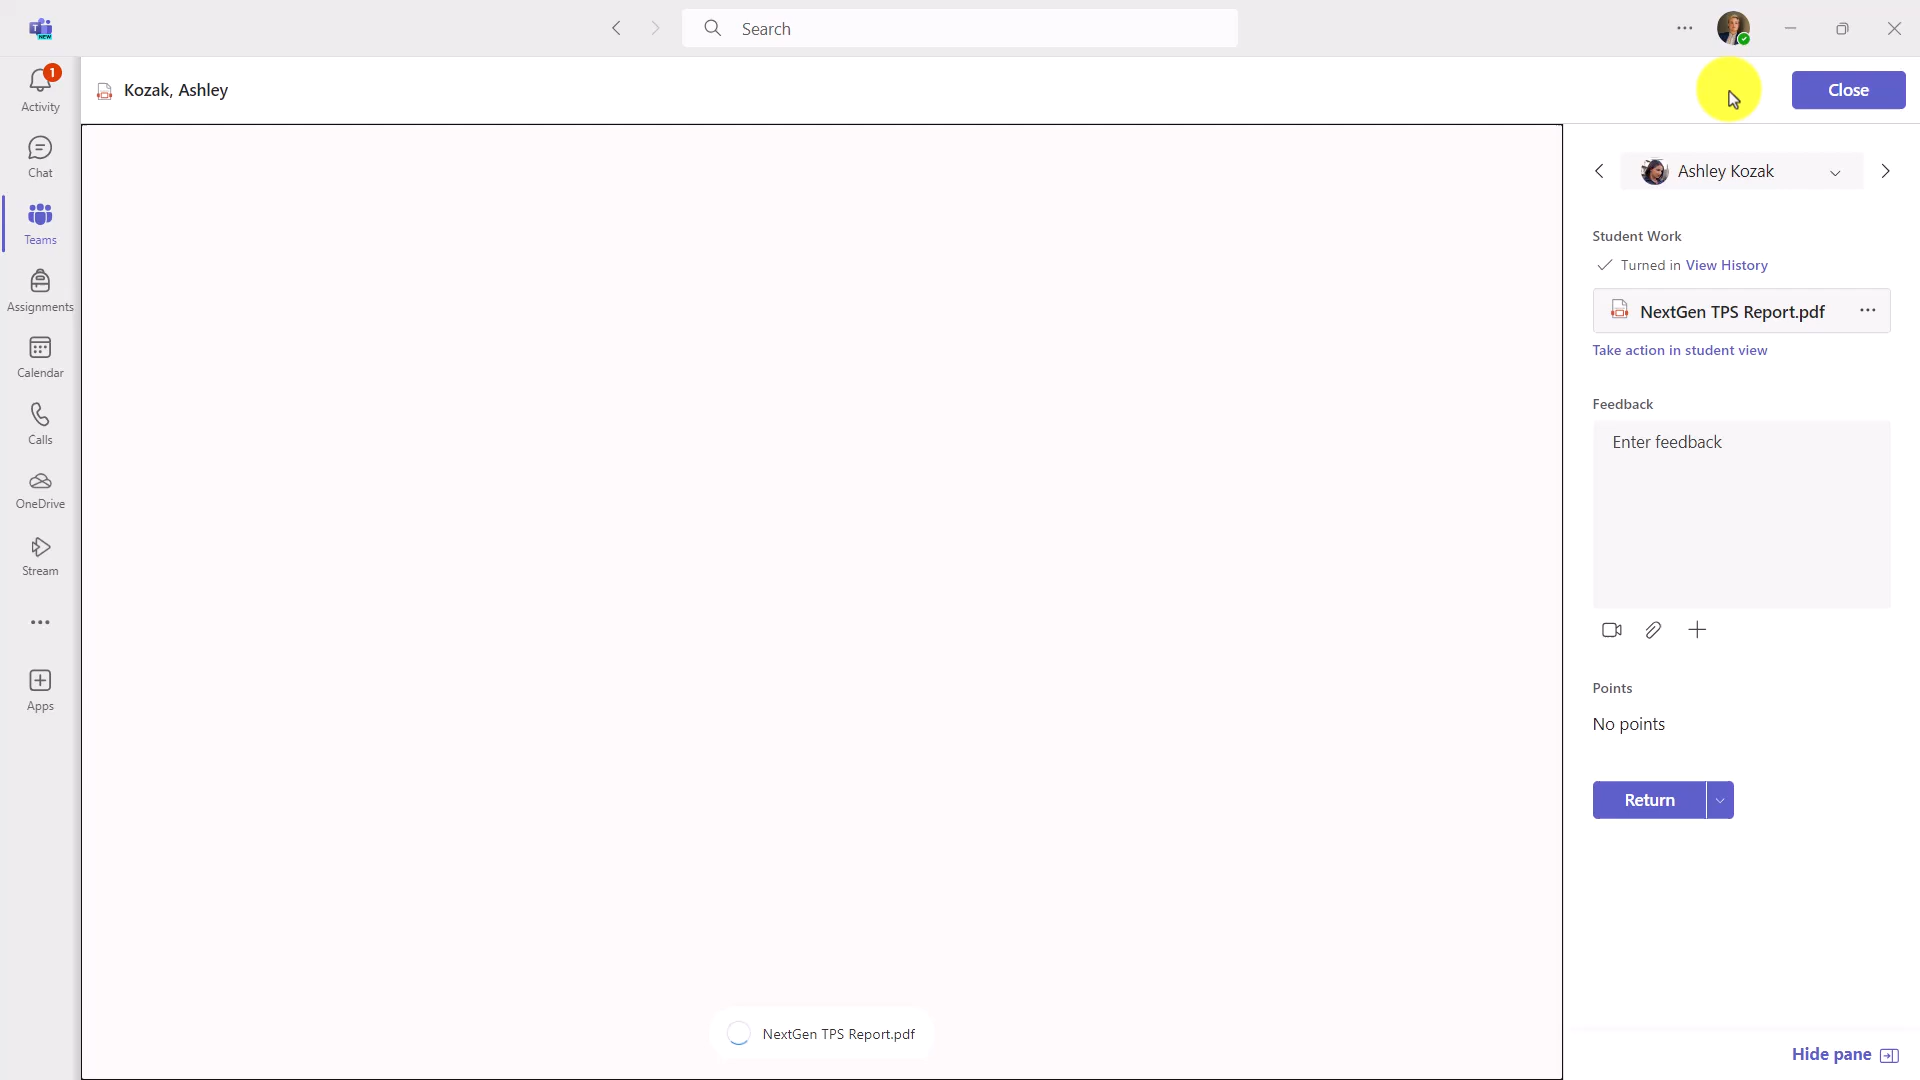 NEW
Search
1
Activity
Chat
Teams
Assignments
Calendar
Calls
OneDrive
Stream
Apps
Kozak, Ashley
Close
NextGen TPS Report.pdf
Ashley Kozak
Student Work
Turned in View History
NextGen TPS Report.pdf
Take action in student view
Feedback
Enter feedback
Points
No points
Return
Hide pane